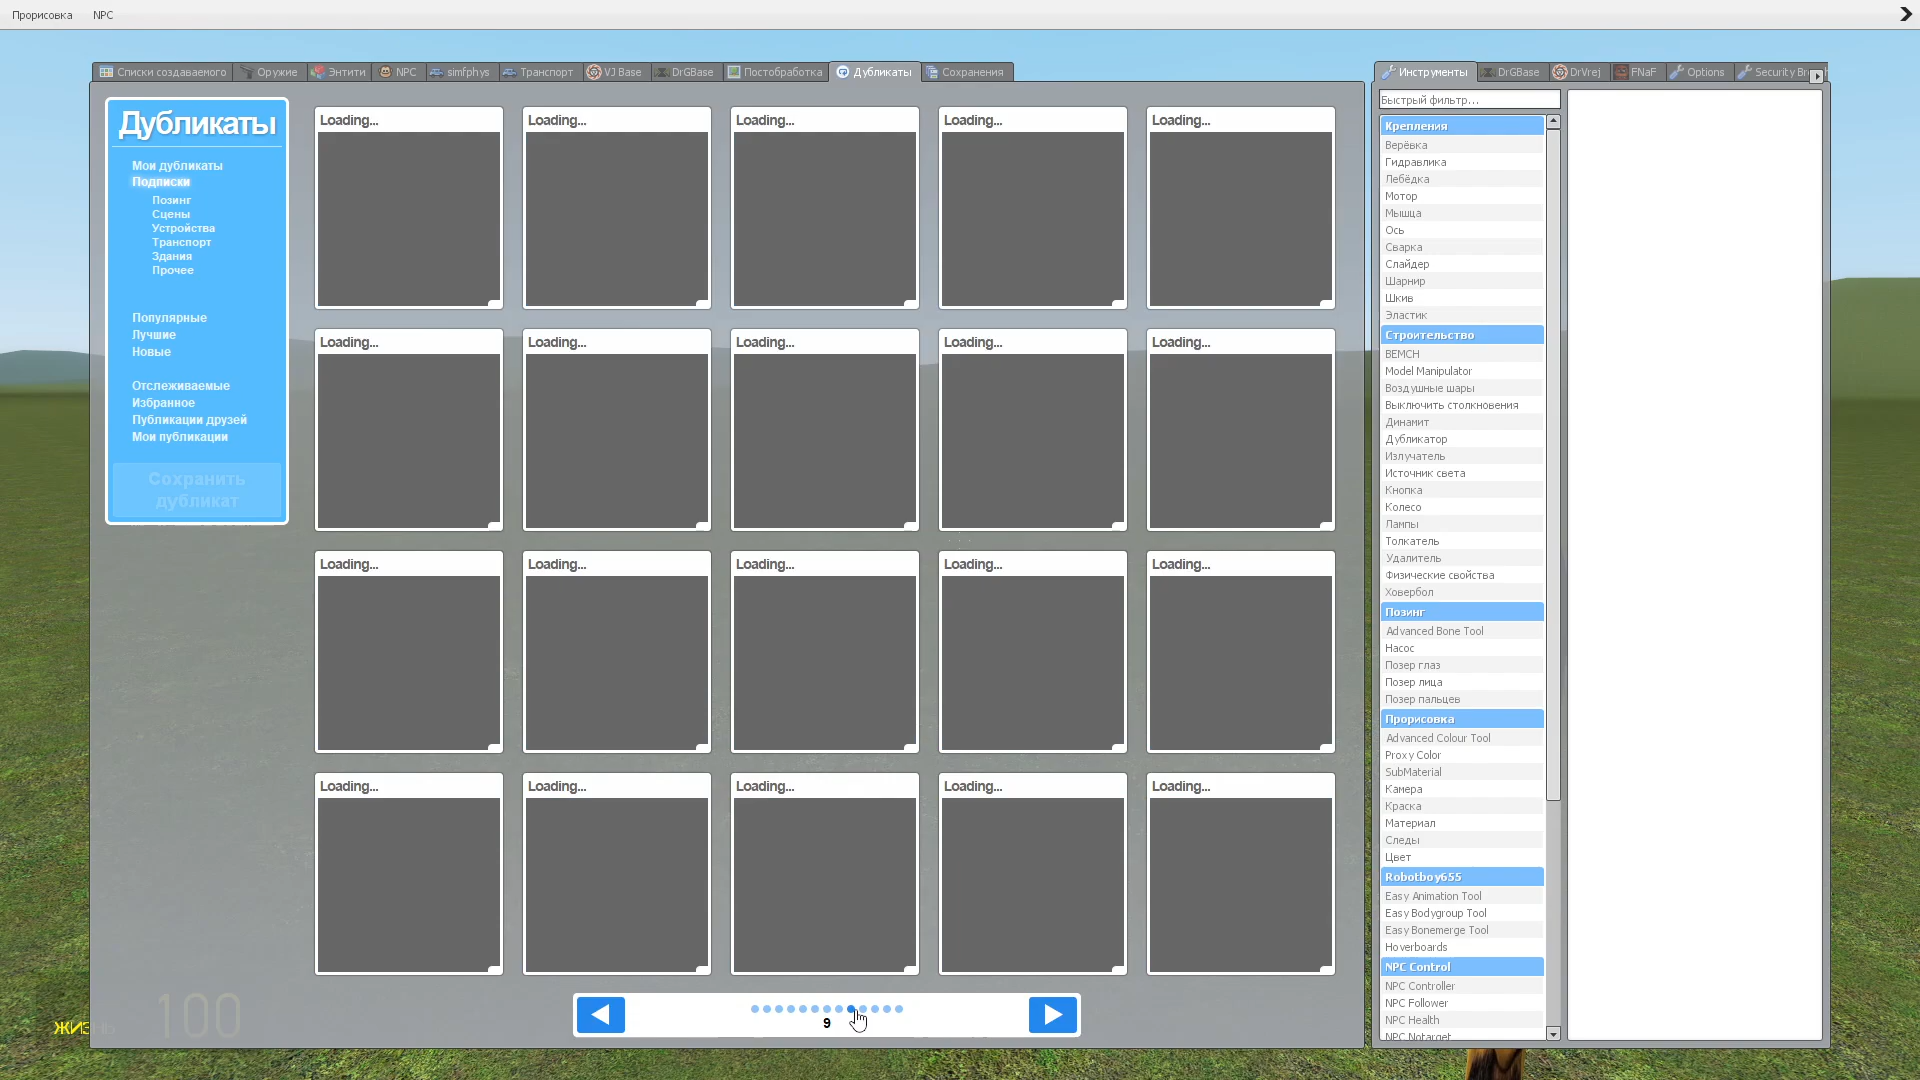 Прорисовка NPC
Списки создаваемого Оружие Энтити NPC simfphys Транспорт VJ Base DrGBase Постобработка Дубликаты Сохранения
Дубликаты
Мои дубликаты
Подписки
Позинг
Сцены
Устройства
Транспорт
Здания
Прочее
Популярные
Лучшие
Новые
Отслеживаемые
Избранное
Публикации друзей
Мои публикации
Сохранить
дубликат
Loading... Loading... Loading... Loading... Loading...
Loading... Loading... Loading... Loading... Loading...
Loading... Loading... Loading... Loading... Loading...
Loading... Loading... Loading... Loading... Loading...
9
100
Инструменты DrGBase DrVrej FNaF Options Security
Быстрый фильтр...
Крепления
Верёвка
Гидравлика
Лебёдка
Мотор
Мышца
Ось
Сварка
Слайдер
Шарнир
Шкив
Эластик
Строительство
BEMCH
Model Manipulator
Воздушные шары
Выключить столкновения
Динамит
Дубликатор
Излучатель
Источник света
Кнопка
Колесо
Лампы
Толкатель
Удалитель
Физические свойства
Ховербол
Позинг
Advanced Bone Tool
Насос
Позер глаз
Позер лица
Позер пальцев
Прорисовка
Advanced Colour Tool
Proxy Color
SubMaterial
Камера
Краска
Материал
Следы
Цвет
Robotboy655
Easy Animation Tool
Easy Bodygroup Tool
Easy Bonemerge Tool
Hoverboards
NPC Control
NPC Controller
NPC Follower
NPC Health
NPC Notarget